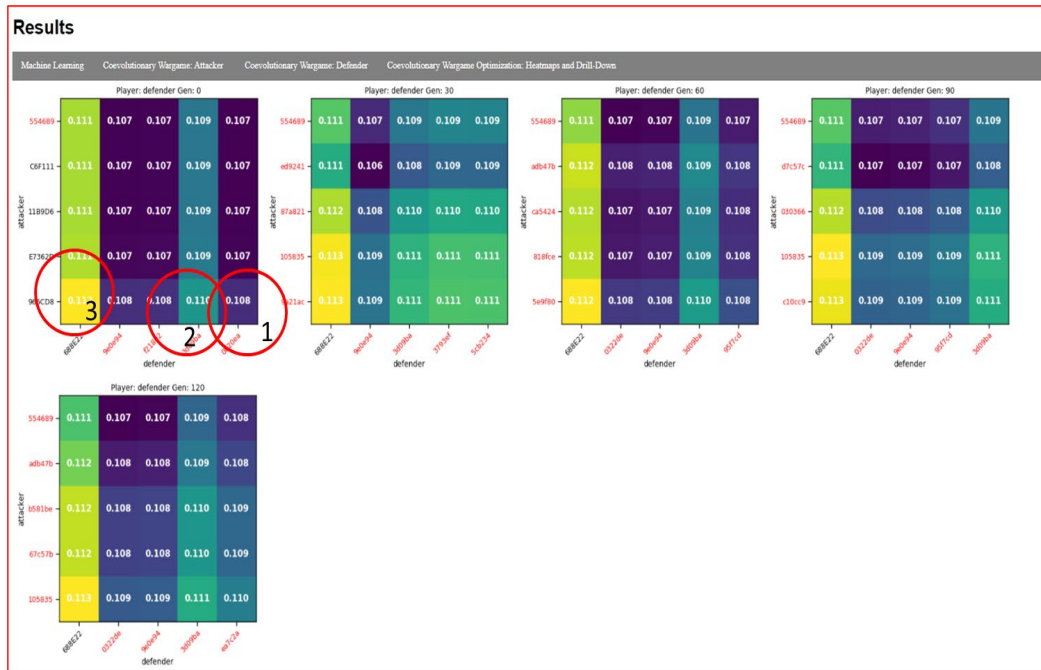 Results
Machine Learning Coevolutionary Wargame: Attacker Coevolutionary Wargame: Defender Coevolutionary Wargame Optimization: Heatmaps and Drill-Down
Player: defender Gen: 0
554689 0.111 0.107 0.107 0.109 0.107
C6F111 0.111 0.107 0.107 0.109 0.107
11B9D6 0.111 0.107 0.107 0.109 0.107
attacker
0.107 0.107 0.109 0.107
0.108 0.108 0.110 0.108
3 2 1
9e0e94
defender
Player: defender Gen: 30
554689 0.111 0.107 0.109 0.109 0.109
ed9241 0.111 0.106 0.108 0.109 0.109
87a821 0.112 0.108 0.110 0.110 0.110
attacker
105835 0.113 0.109 0.111 0.111 0.111
0.113 0.109 0.111 0.111 0.111
688E22 9e0e94 3d09ba 3793ef 5cb234
defender
Player: defender Gen: 60
554689 0.111 0.107 0.107 0.109 0.107
adb47b 0.112 0.108 0.108 0.109 0.108
ca5424 0.112 0.107 0.107 0.109 0.108
attacker
818fce 0.112 0.107 0.107 0.109 0.108
5e9f80 0.112 0.108 0.108 0.110 0.108
688E22 0322de 9e0e94 3d09ba 95f7cd
defender
Player: defender Gen: 90
554689 0.111 0.107 0.107 0.107 0.109
d7c57c 0.111 0.107 0.107 0.107 0.108
030366 0.112 0.108 0.108 0.109 0.110
attacker
105835 0.113 0.109 0.109 0.109 0.111
c10cc9 0.113 0.109 0.109 0.109 0.111
688E22 0322de 9e0e94 95f7cd 3d09ba
defender
Player: defender Gen: 120
554689 0.111 0.107 0.107 0.109 0.108
adb47b 0.112 0.108 0.108 0.109 0.108
b581be 0.112 0.108 0.108 0.110 0.109
attacker
67c57b 0.112 0.108 0.108 0.110 0.109
105835 0.113 0.109 0.109 0.111 0.110
688E22 0322de 9e0e94 3d09ba ea7c2a
defender